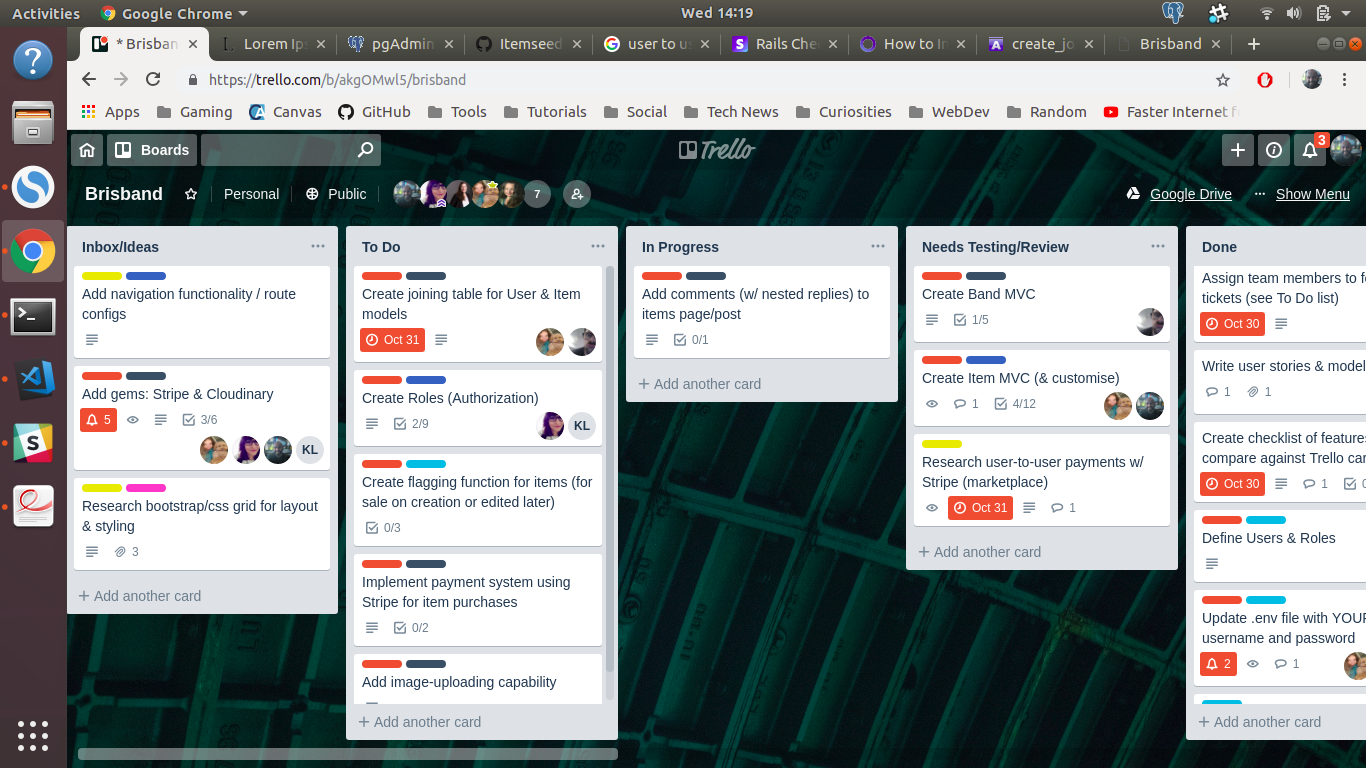 Activities
Google Chrome
Wed 14:19
* Brisban
Lorem Ip
pgAdmin
Itemseed
user to u
Rails Che
How to In
create_jo
Brisband
https://trello.com/b/akgOMwl5/brisband
Apps
Gaming
Canvas
GitHub
Tools
Tutorials
Social
Tech News
Curiosities
WebDev
Random
Faster Internet f
Boards
Trello
3
Brisband
Personal
Public
7
Google Drive
Show Menu
Inbox/Ideas
Add navigation functionality / route
configs
Add gems: Stripe & Cloudinary
5
3/6
KL
Research bootstrap/css grid for layout
& styling
3
+ Add another card
To Do
Create joining table for User & Item
models
Oct 31
Create Roles (Authorization)
2/9
KL
Create flagging function for items (for
sale on creation or edited later)
0/3
Implement payment system using
Stripe for item purchases
0/2
Add image-uploading capability
+ Add another card
In Progress
Add comments (w/ nested replies) to
items page/post
0/1
+ Add another card
Needs Testing/Review
Create Band MVC
1/5
Create Item MVC (& customise)
1
4/12
Research user-to-user payments w/
Stripe (marketplace)
Oct 31
1
+ Add another card
Done
Assign team members to fe
tickets (see To Do list)
Oct 30
Write user stories & model
1
1
Create checklist of features
compare against Trello car
Oct 30
1
Define Users & Roles
Update .env file with YOUR
username and password
2
1
+ Add another card